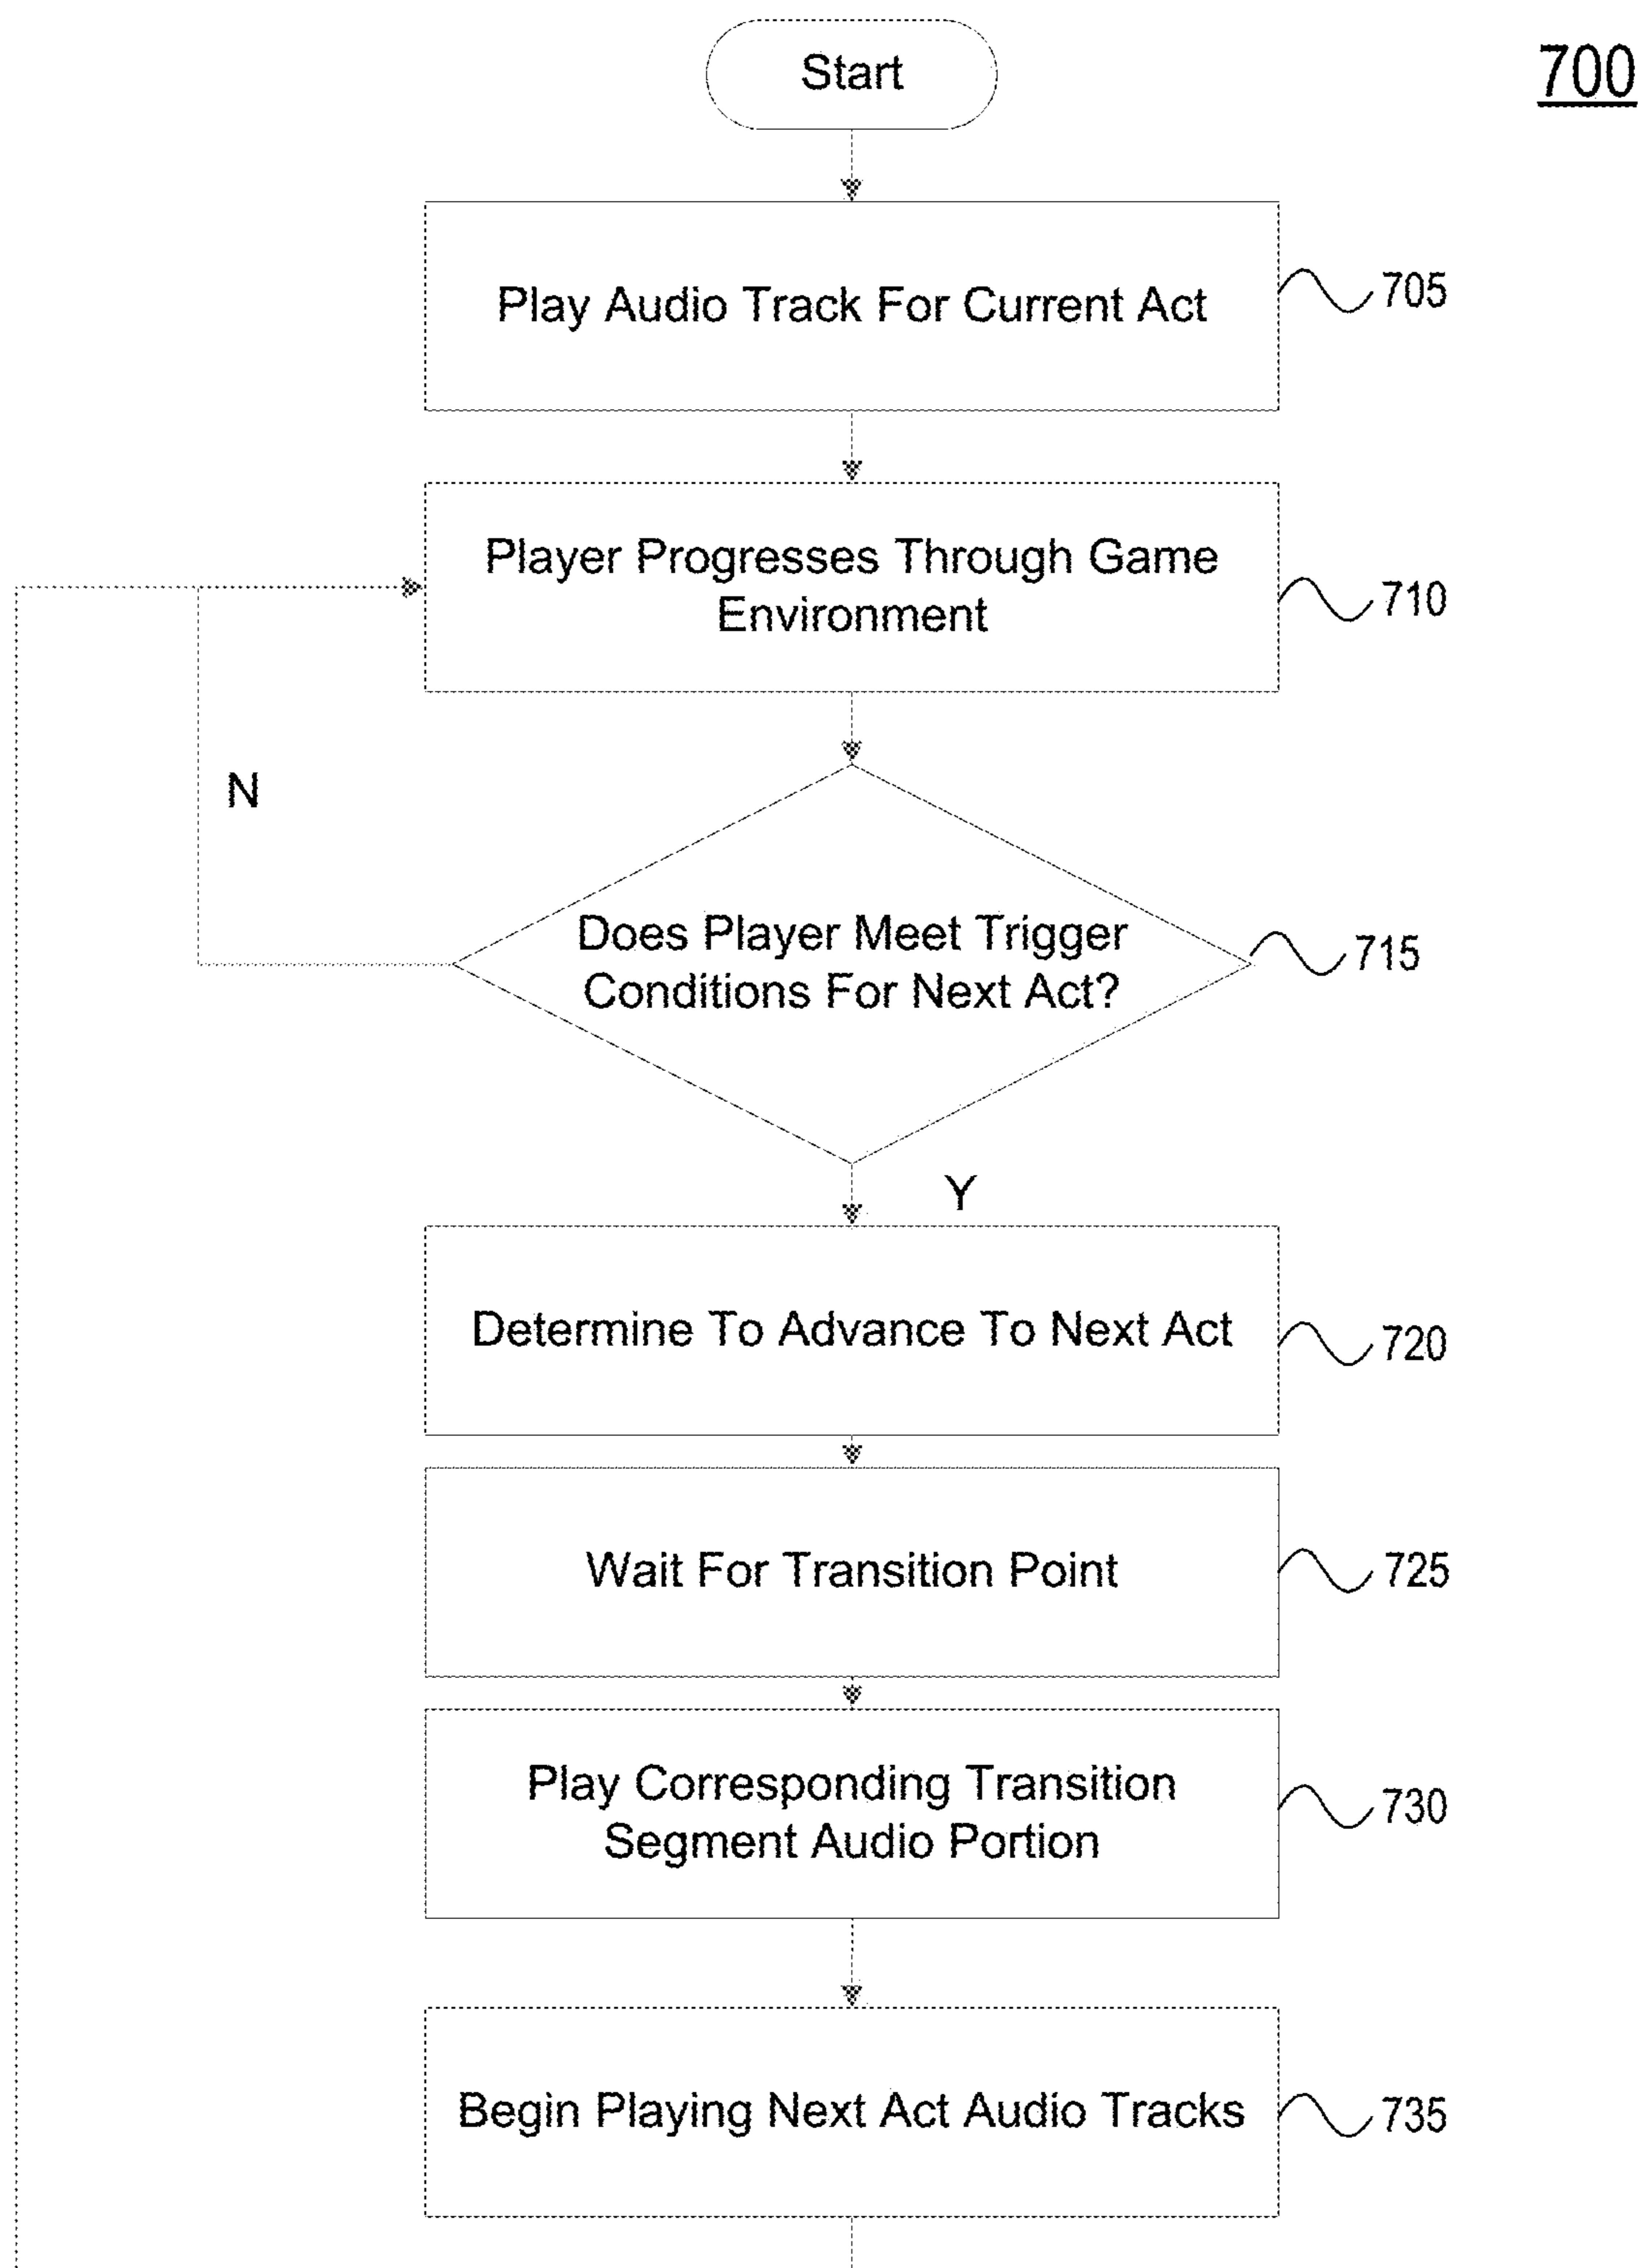 Start
700
Play Audio Track For Current Act
705
Player Progresses Through Game
Environment
710
N
Does Player Meet Trigger
Conditions For Next Act?
715
Y
Determine To Advance To Next Act
720
Wait For Transition Point
725
Play Corresponding Transition
Segment Audio Portion
730
Begin Playing Next Act Audio Tracks
735